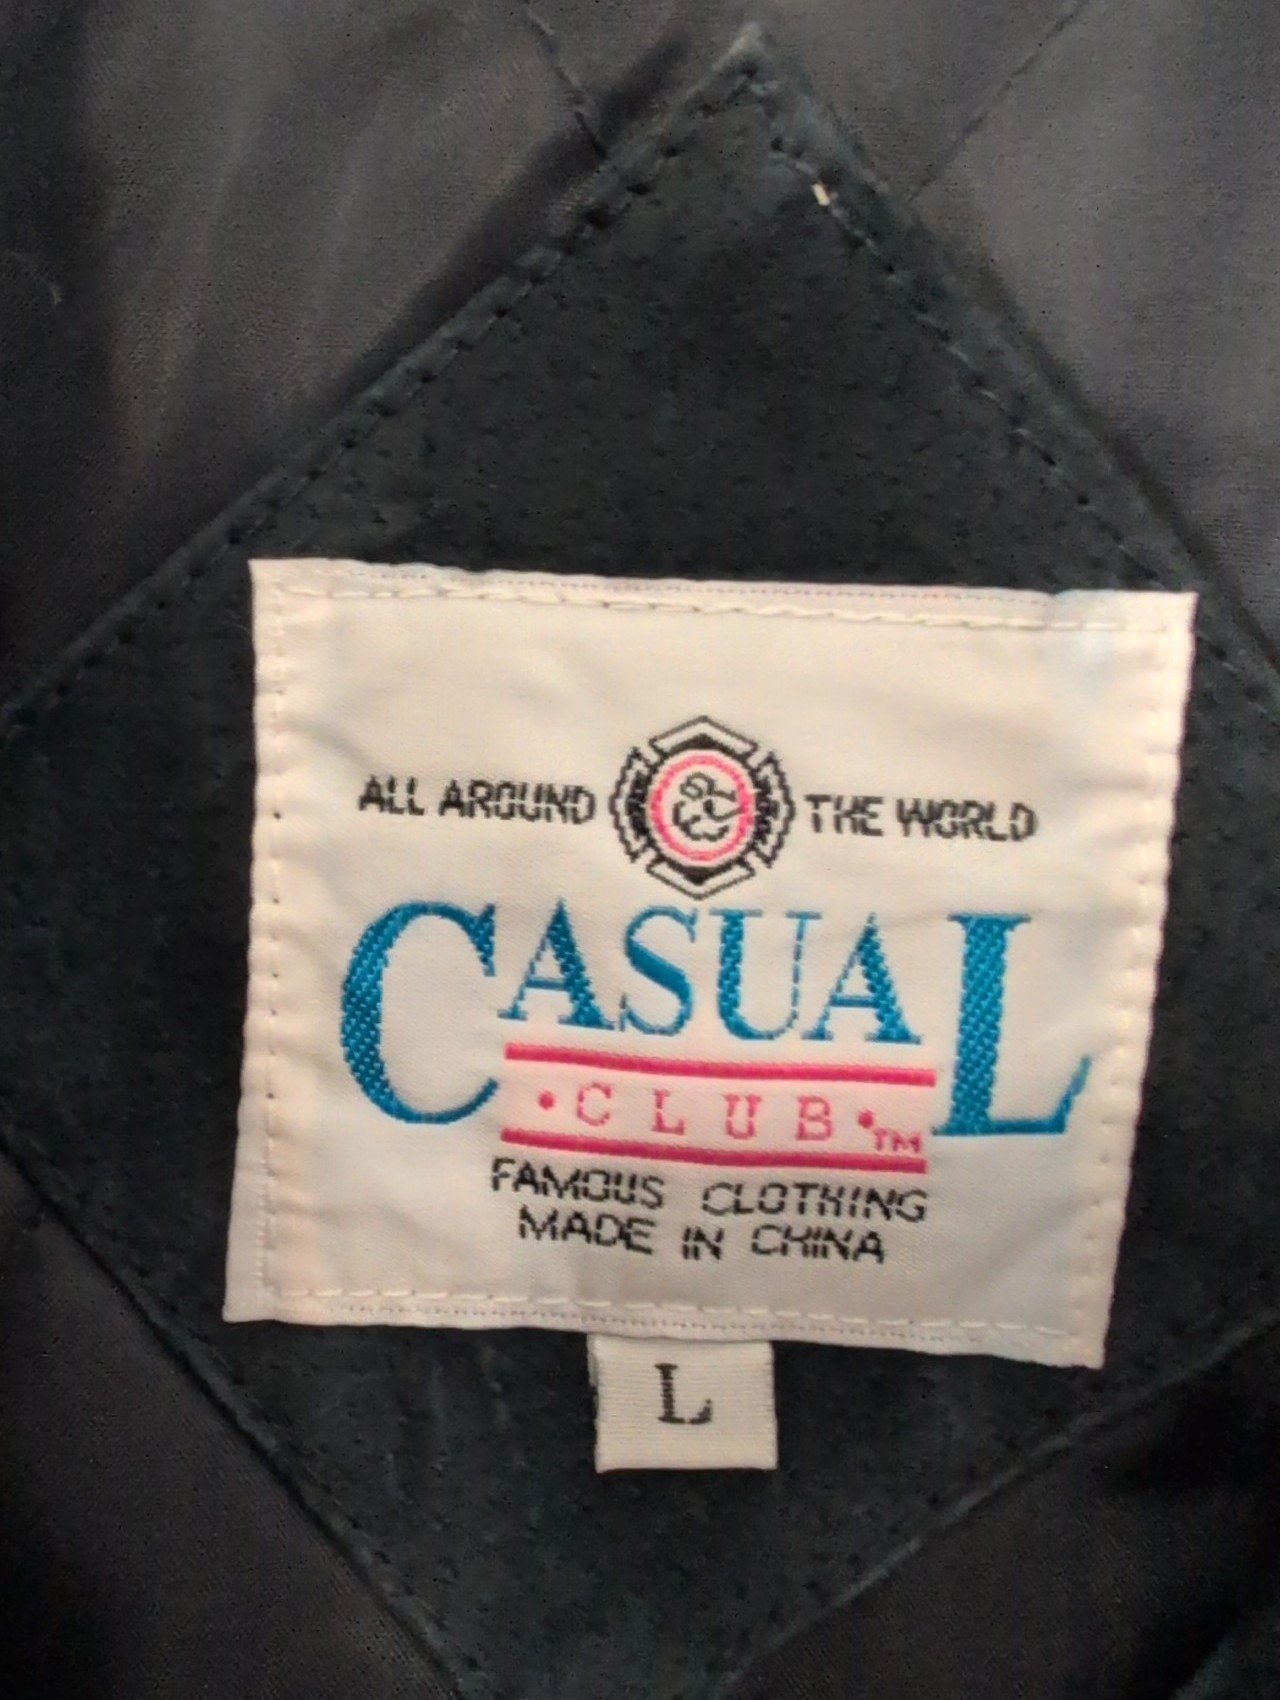 ALL AROUND THE WORLD
CASUAL
• CLUB •™
FAMOUS CLOTHING
MADE IN CHINA
L